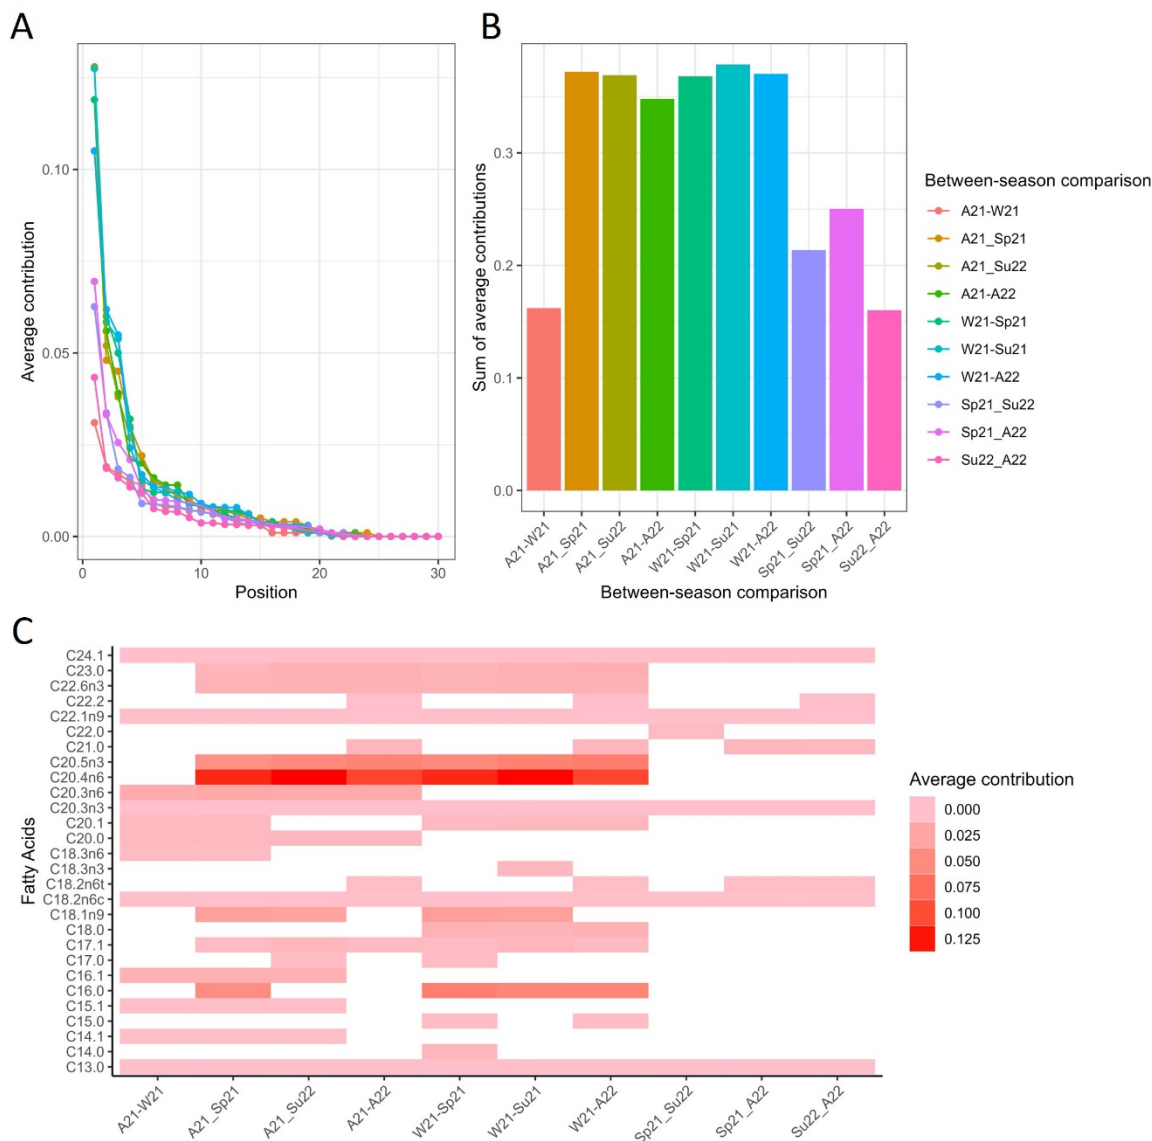 A
0.10
0.05
0.00
Average contribution
0
10
20
30
Position
B
0.3
0.2
0.1
0.0
Sum of average contributions
A21-W21
A21_Sp21
A21_Su22
A21-A22
W21-Sp21
W21-Su21
W21-A22
Sp21_Su22
Sp21_A22
Su22_A22
Between-season comparison
Between-season comparison
A21-W21
A21_Sp21
A21_Su22
A21-A22
W21-Sp21
W21-Su21
W21-A22
Sp21_Su22
Sp21_A22
Su22_A22
C
Fatty Acids
C24.1
C23.0
C22.6n3
C22.2
C22.1n9
C22.0
C21.0
C20.5n3
C20.4n6
C20.3n6
C20.3n3
C20.1
C20.0
C18.3n6
C18.3n3
C18.2n6t
C18.2n6c
C18.1n9
C18.0
C17.1
C17.0
C16.1
C16.0
C15.1
C15.0
C14.1
C14.0
C13.0
A21-W21
A21_Sp21
A21_Su22
A21-A22
W21-Sp21
W21-Su21
W21-A22
Sp21_Su22
Sp21_A22
Su22_A22
Average contribution
0.000
0.025
0.050
0.075
0.100
0.125